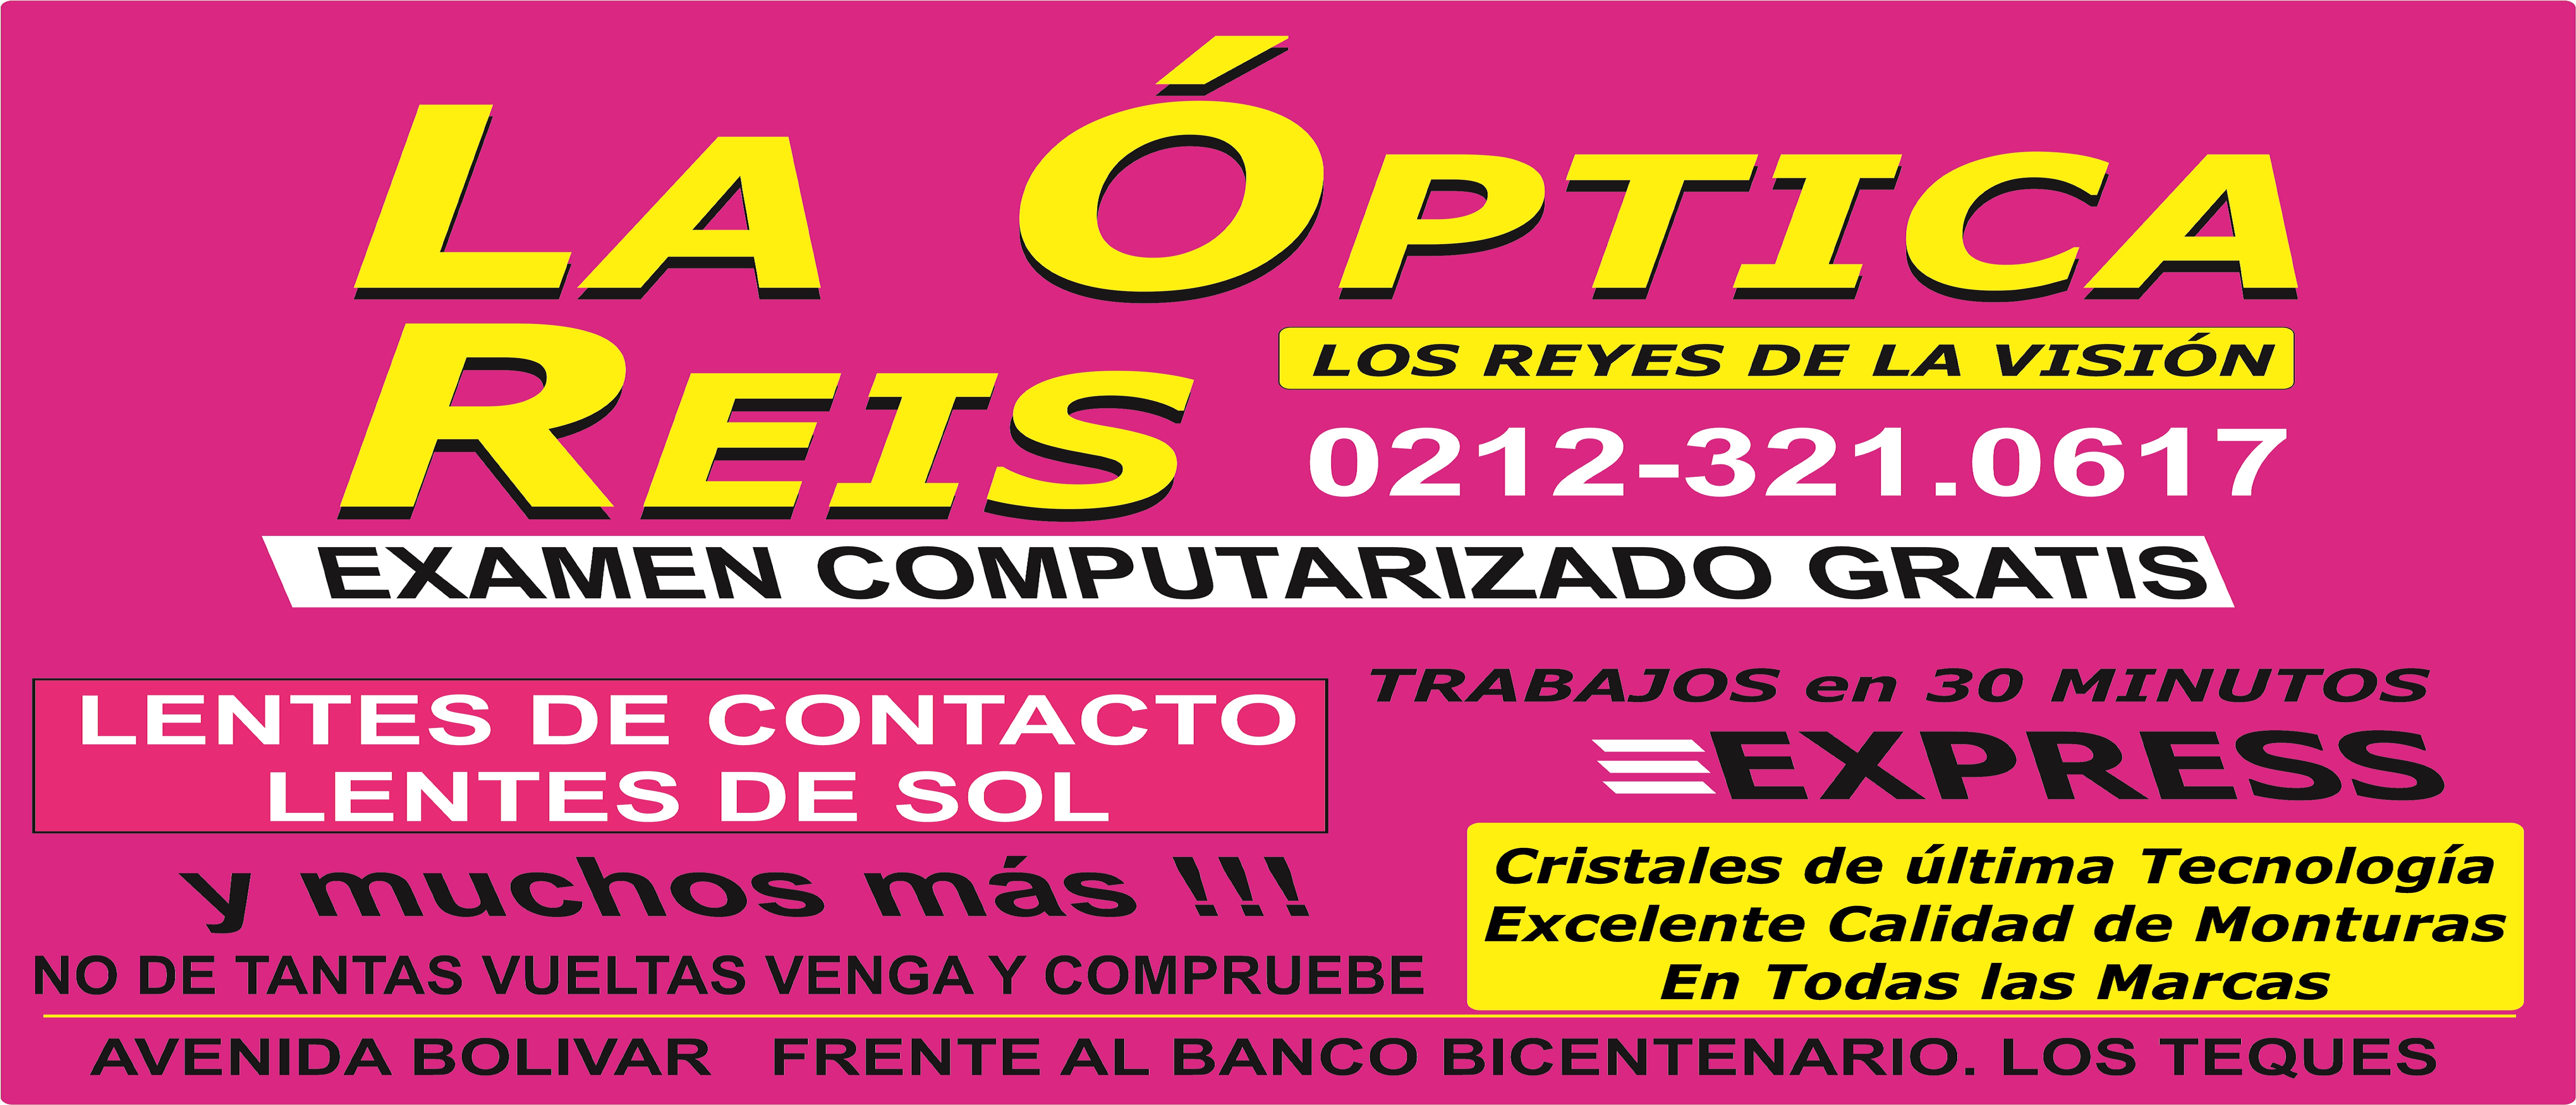 LA ÓPTICA
REIS
LOS REYES DE LA VISIÓN
0212-321.0617
EXAMEN COMPUTARIZADO GRATIS
LENTES DE CONTACTO
LENTES DE SOL
y muchos más !!!
NO DE TANTAS VUELTAS VENGA Y COMPRUEBE
TRABAJOS en 30 MINUTOS
EXPRESS
Cristales de última Tecnología
Excelente Calidad de Monturas
En Todas las Marcas
AVENIDA BOLIVAR FRENTE AL BANCO BICENTENARIO. LOS TEQUES